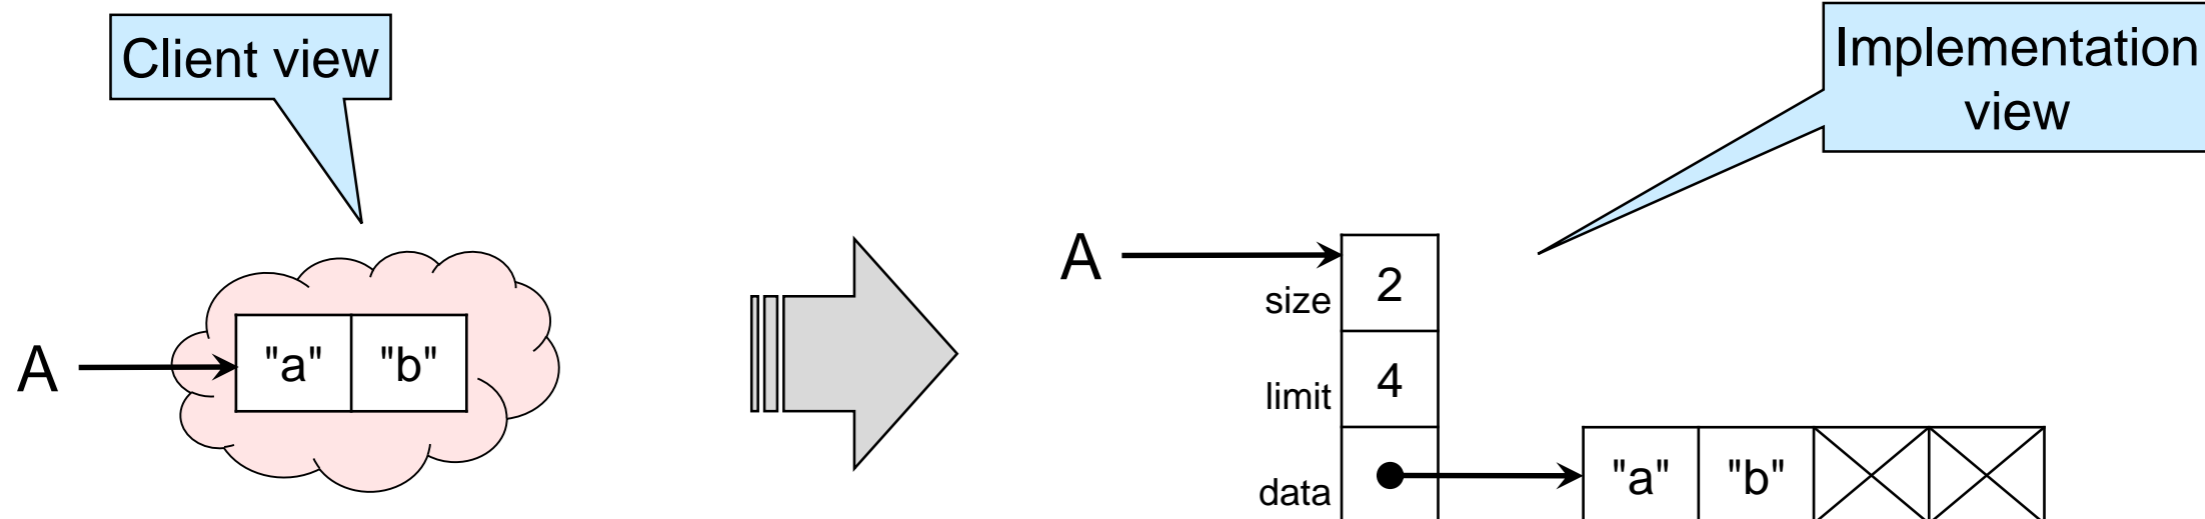 Client view
Implementation
view
A
"a" "b"
A
size 2
limit 4
data "a" "b"